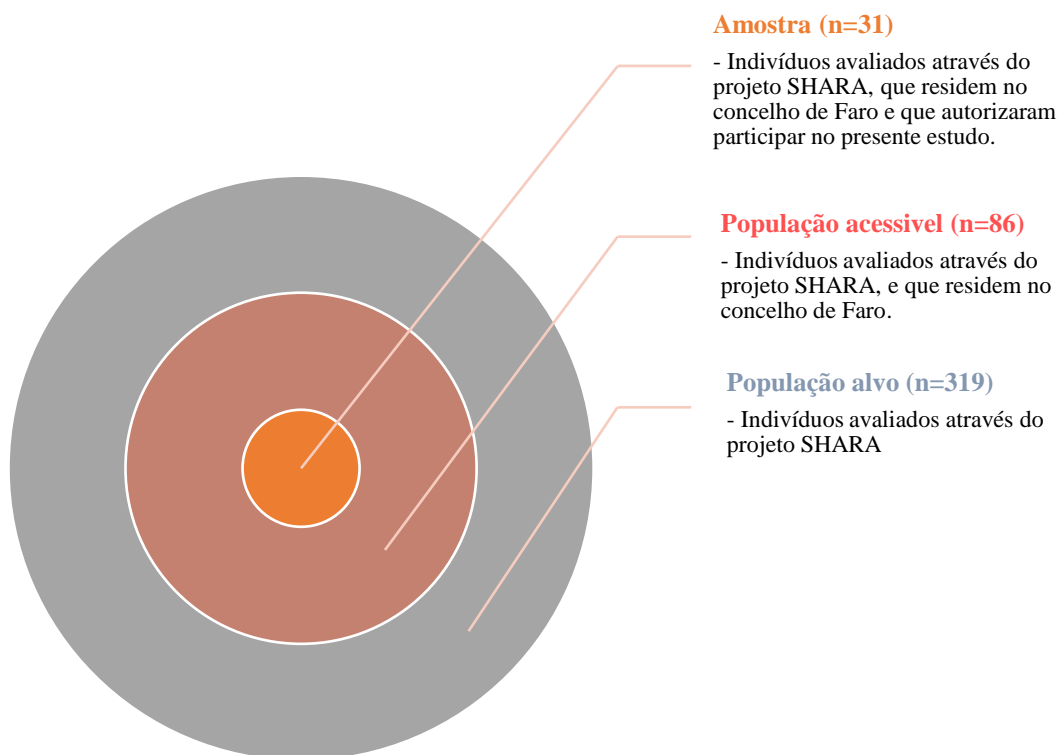 Amostra (n=31)
- Indivíduos avaliados através do
projeto SHARA, que residem no
concelho de Faro e que autorizaram
participar no presente estudo.
População acessivel (n=86)
- Indivíduos avaliados através do
projeto SHARA, e que residem no
concelho de Faro.
População alvo (n=319)
- Indivíduos avaliados através do
projeto SHARA